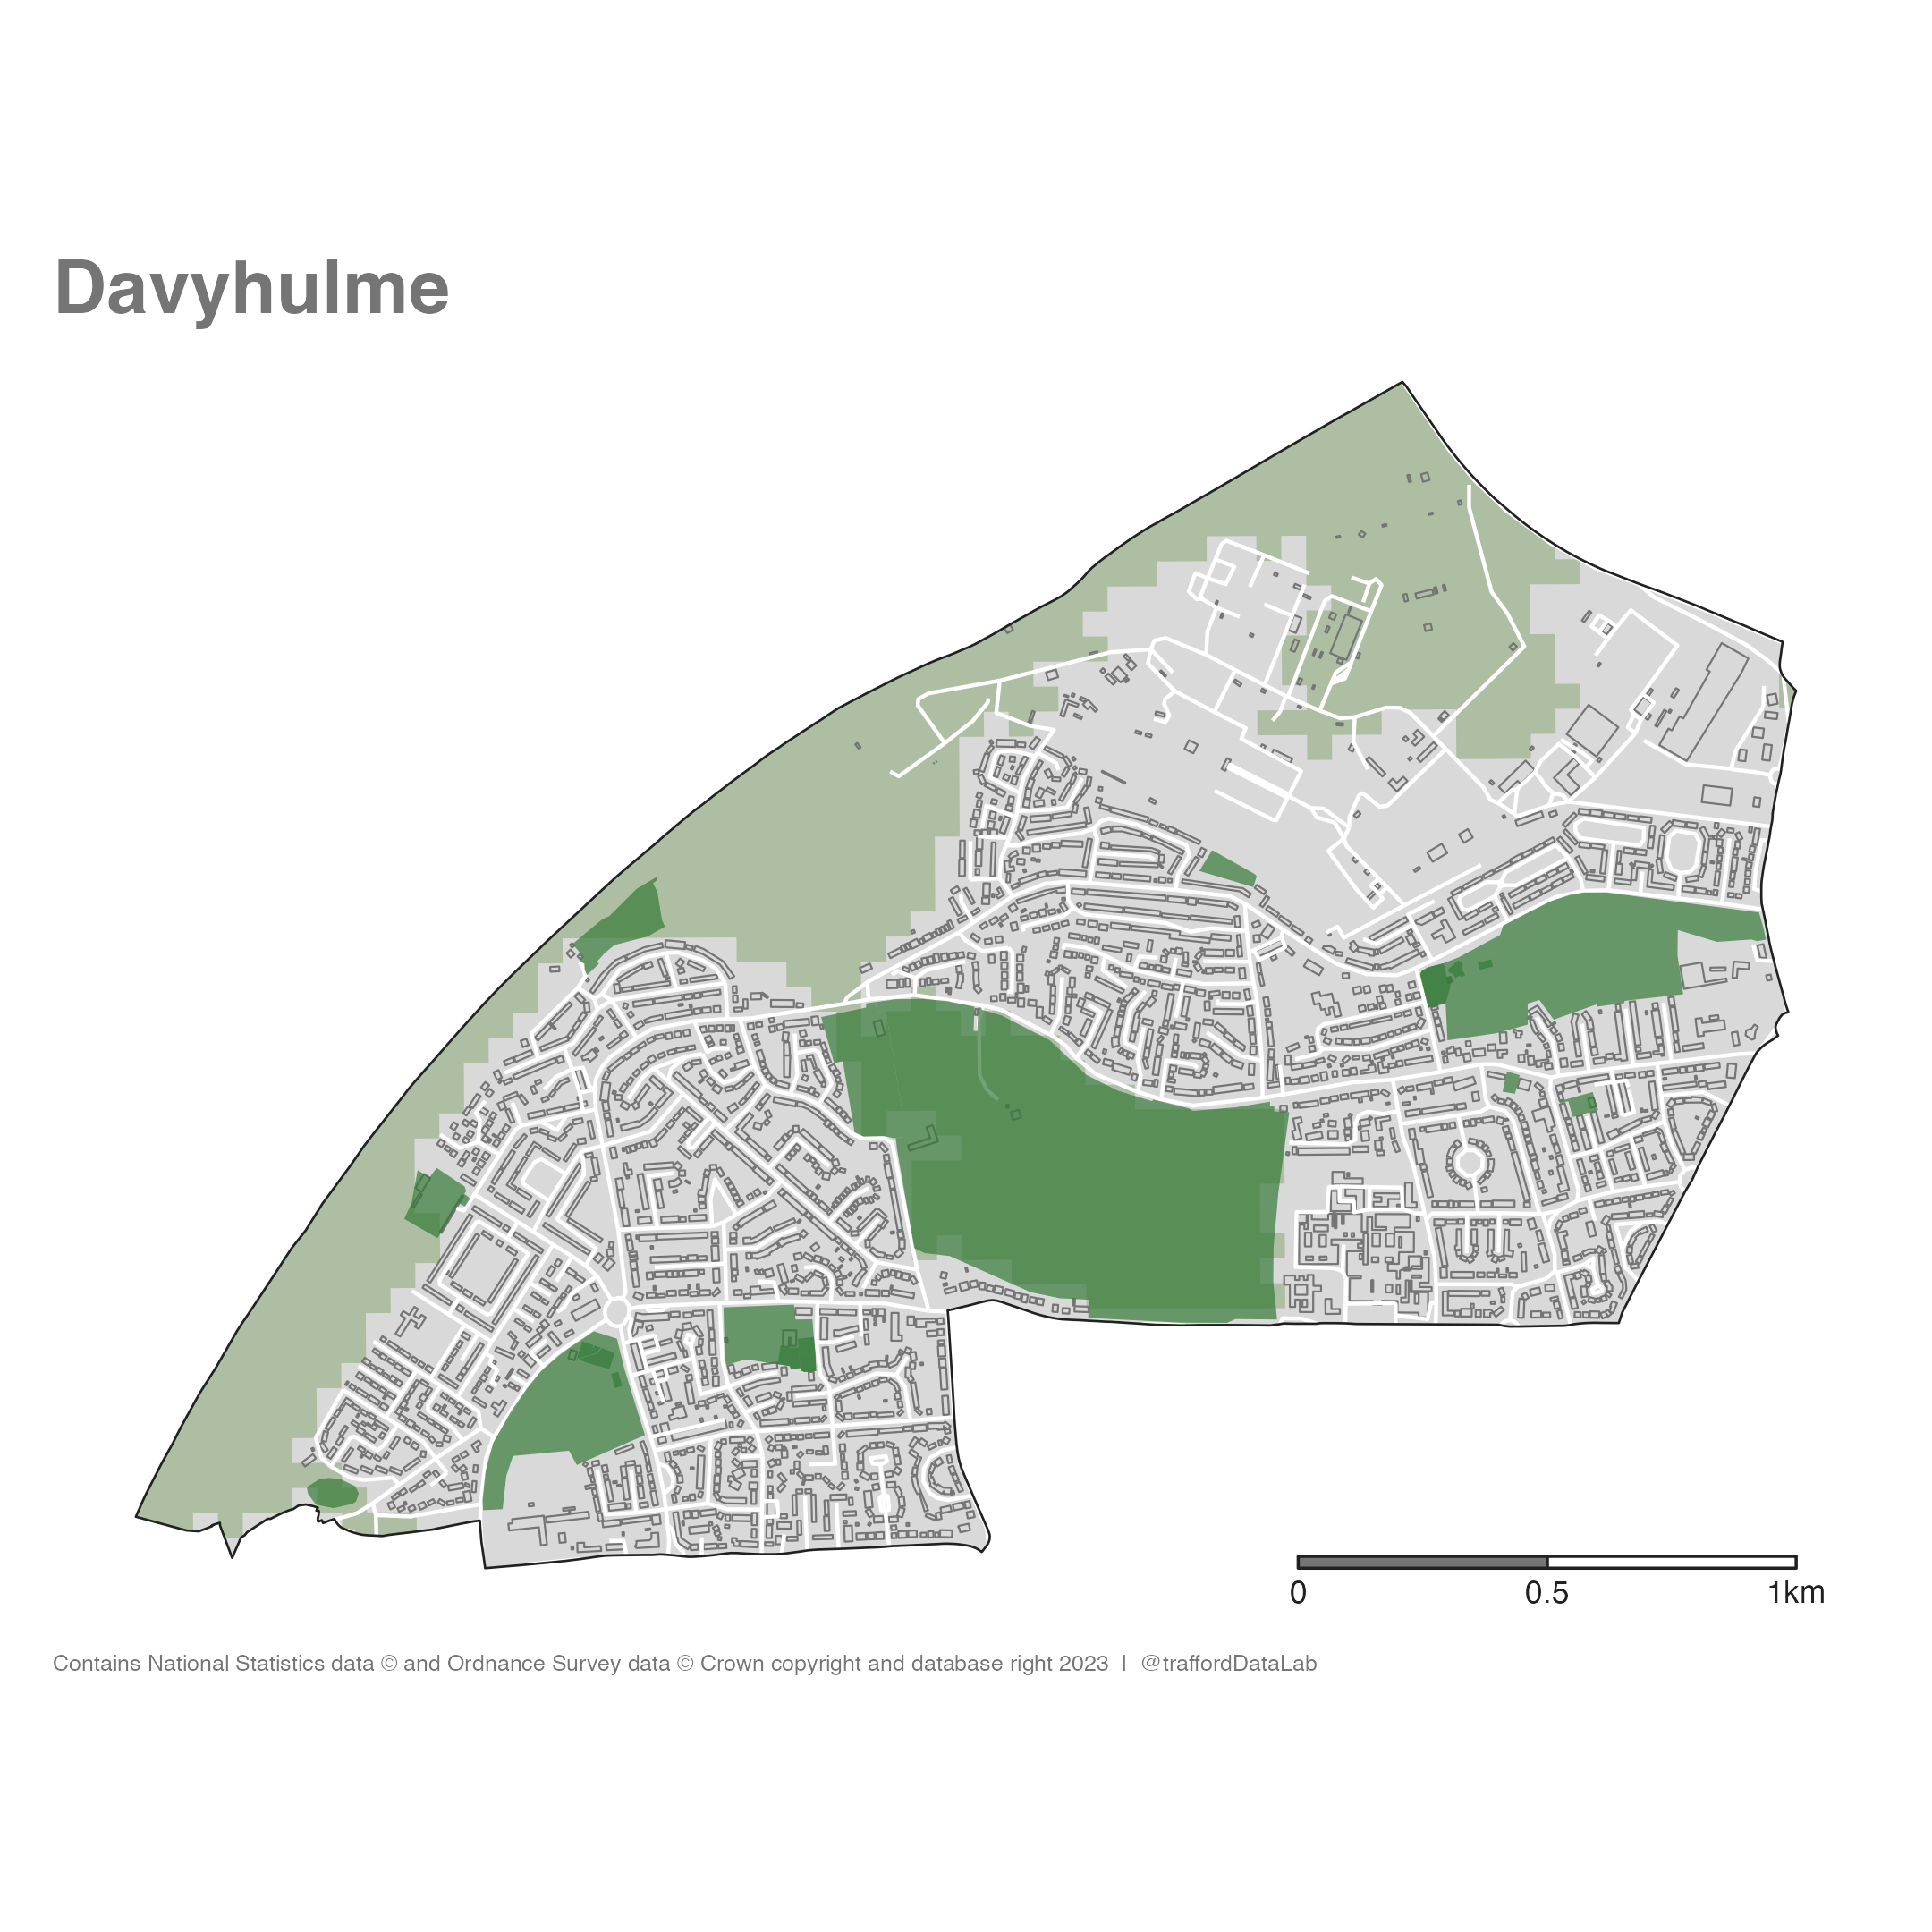 Davyhulme
0 0.5 1km
Contains National Statistics data © and Ordnance Survey data © Crown copyright and database right 2023 | @traffordDataLab